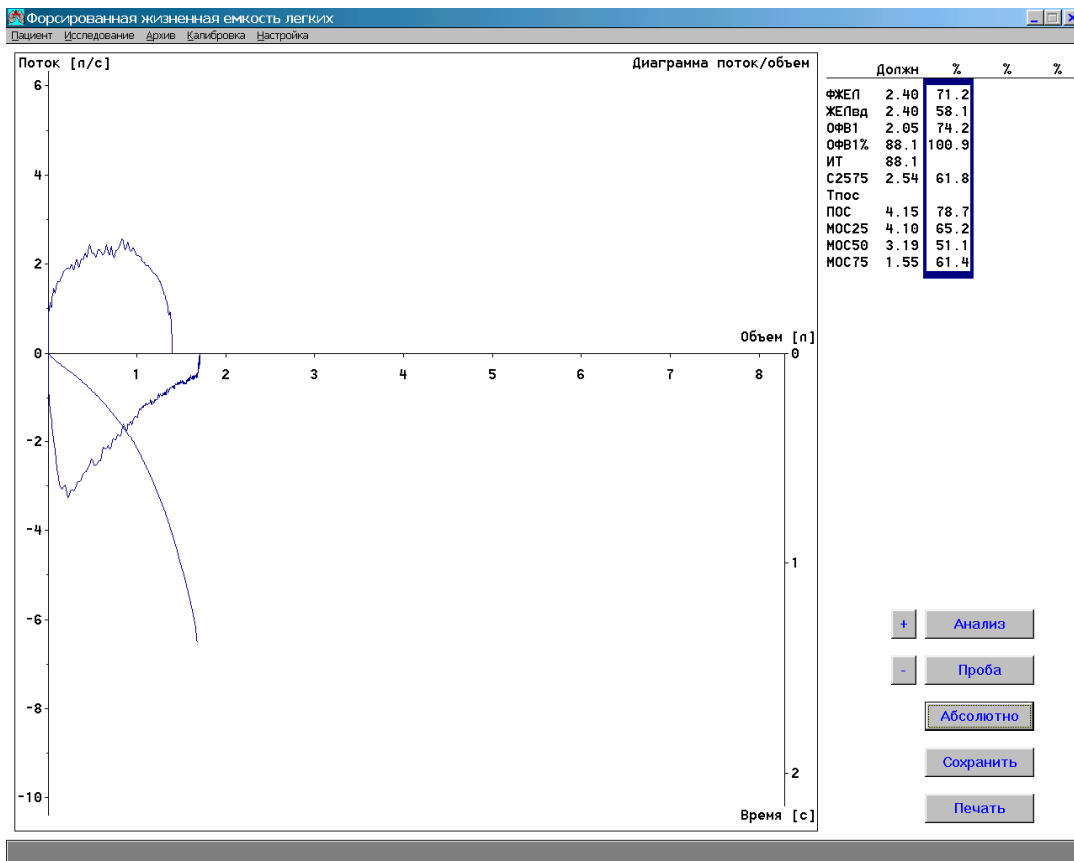 Форсированная жизненная емкость легких
Пациент Исследование Архив Калибровка Настройка
Поток [л/с] Диаграмма поток/объем
6
4
2
0
-2
-4
-6
-8
-10
Объем [л]
1 2 3 4 5 6 7 8
0
1
2
Время [с]
Должн % % %
ФЖЕЛ 2.40 71.2
ЖЕЛвд 2.40 58.1
ОФВ1 2.05 74.2
ОФВ1% 88.1 100.9
ИТ 88.1
С2575 2.54 61.8
Тпос
ПОС 4.15 78.7
МОС25 4.10 65.2
МОС50 3.19 51.1
МОС75 1.55 61.4
+ Анализ
- Проба
Абсолютно
Сохранить
Печать